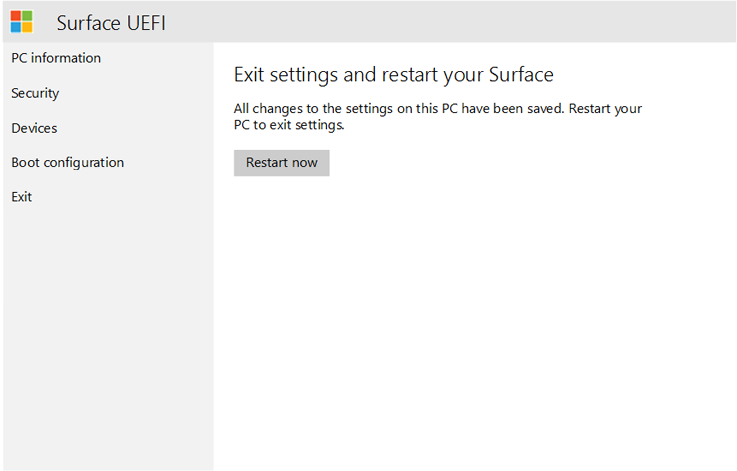 Surface UEFI
PC information
Security
Devices
Boot configuration
Exit
Exit settings and restart your Surface
All changes to the settings on this PC have been saved. Restart your
PC to exit settings.
Restart now